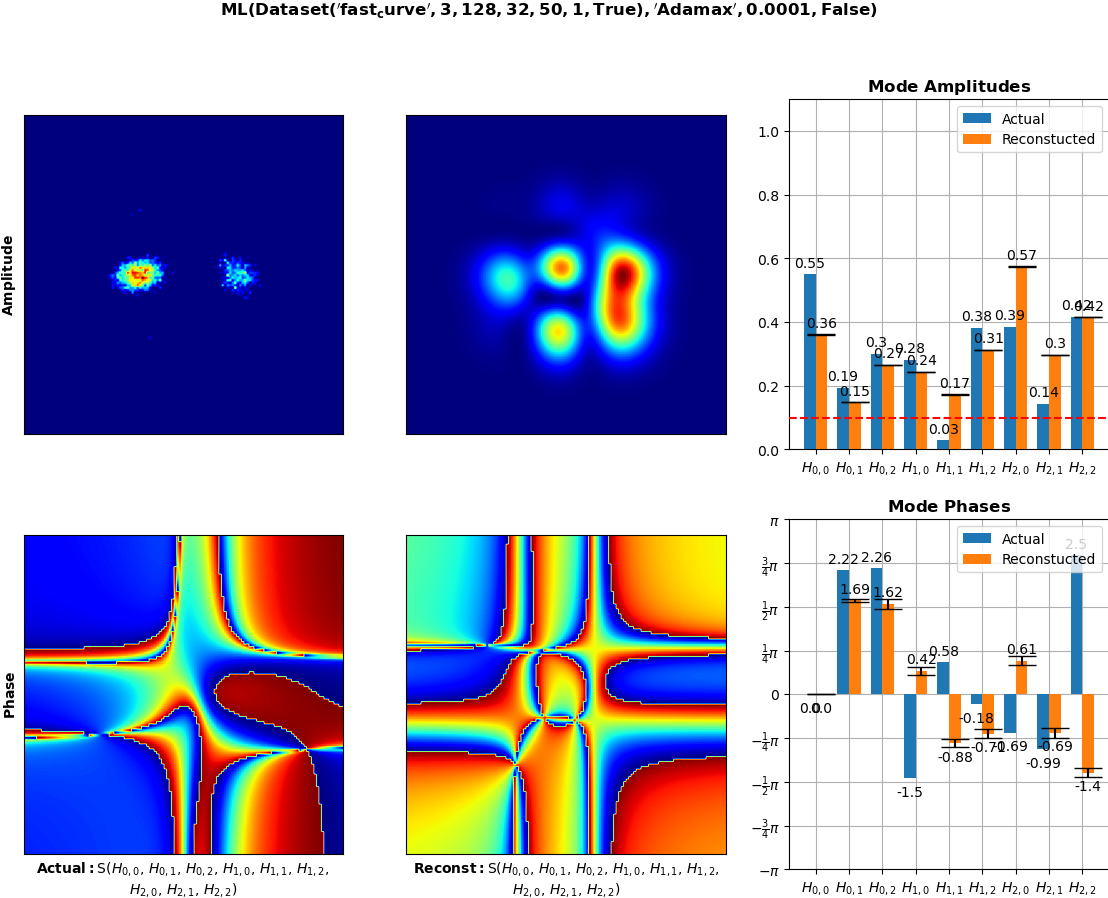 ML(Dataset('fast_curve', 3, 128, 32, 50, 1, True), 'Adamax', 0.0001, False)
Amplitude
Mode Amplitudes
Actual
Reconstucted
1.0
0.8
0.6
0.4
0.2
0.0
0.55 0.36 0.19 0.15 0.3 0.27 0.28 0.24 0.03 0.17 0.38 0.31 0.39 0.57 0.14 0.3 0.42 0.42
H0,0 H0,1 H0,2 H1,0 H1,1 H1,2 H2,0 H2,1 H2,2
Phase
Mode Phases
Actual
Reconstucted
π
3/4π
1/2π
1/4π
0
−1/4π
−1/2π
−3/4π
−π
0.0 0.0 2.22 1.69 2.26 1.62 -1.5 0.42 0.58 -0.88 -0.18 -0.71 -0.69 0.61 -0.99 -0.69 2.5 -1.4
H0,0 H0,1 H0,2 H1,0 H1,1 H1,2 H2,0 H2,1 H2,2
Actual: S(H0,0, H0,1, H0,2, H1,0, H1,1, H1,2,
H2,0, H2,1, H2,2)
Reconst: S(H0,0, H0,1, H0,2, H1,0, H1,1, H1,2,
H2,0, H2,1, H2,2)